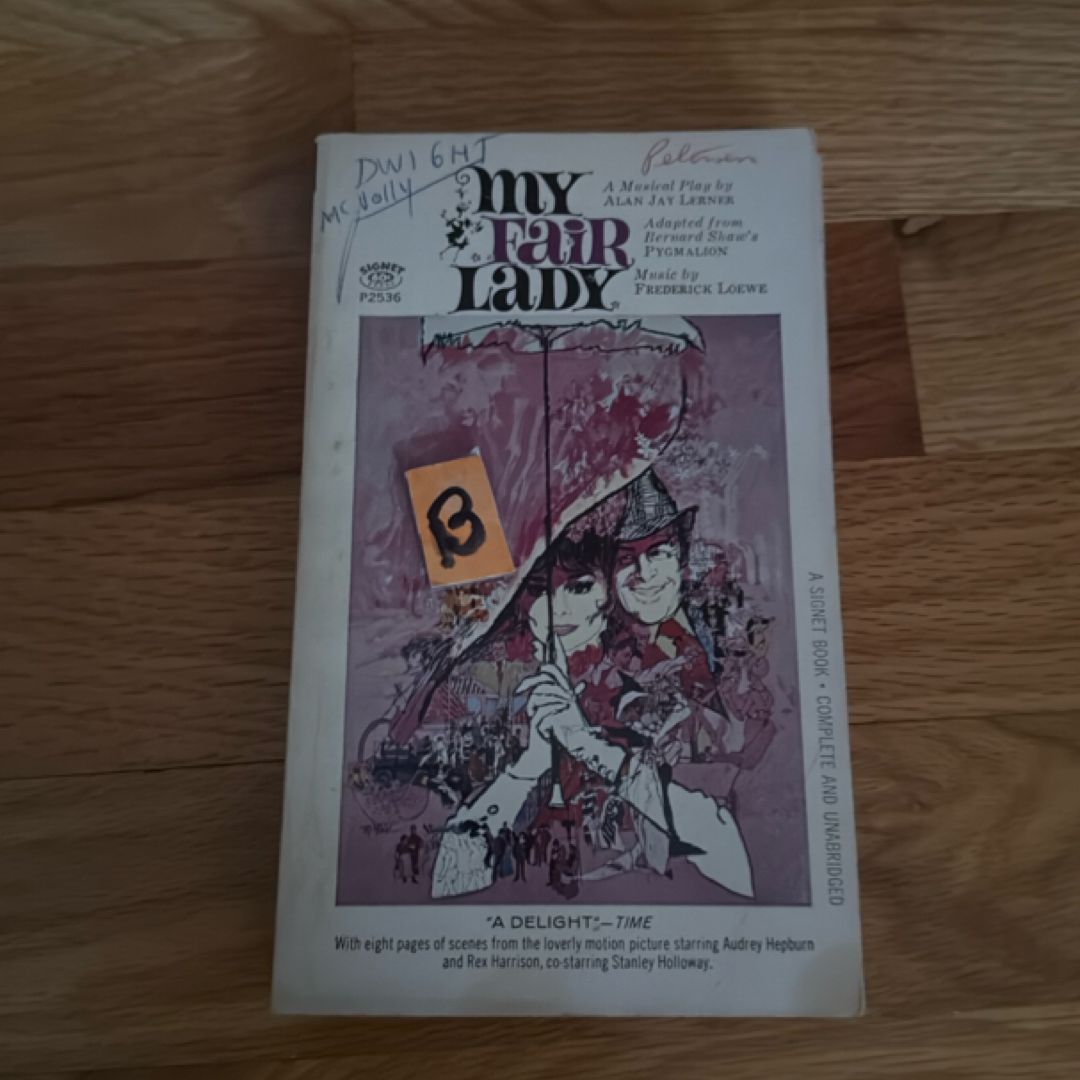 DWIGHT
McNolly
MY
FAIR
LADY
A Musical Play by
ALAN JAY LERNER
Adapted from
Bernard Shaw's
PYGMALION
Music by
FREDERICK LOEWE
SIGNET
P2536
B
A SIGNET BOOK • COMPLETE AND UNABRIDGED
"A DELIGHT"—TIME
With eight pages of scenes from the loverly motion picture starring Audrey Hepburn
and Rex Harrison, co-starring Stanley Holloway.